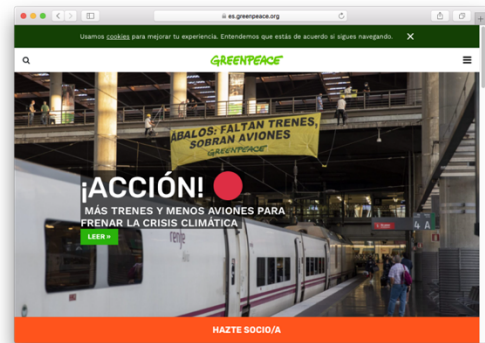 es.greenpeace.org
Usamos cookies para mejorar tu experiencia. Entendemos que estás de acuerdo si sigues navegando.
GREENPEACE
ÁBALOS: FALTAN TRENES,
SOBRAN AVIONES
GREENPEACE
¡ACCIÓN!
MÁS TRENES Y MENOS AVIONES PARA
FRENAR LA CRISIS CLIMÁTICA
LEER »
renfe
4 A
HAZTE SOCIO/A